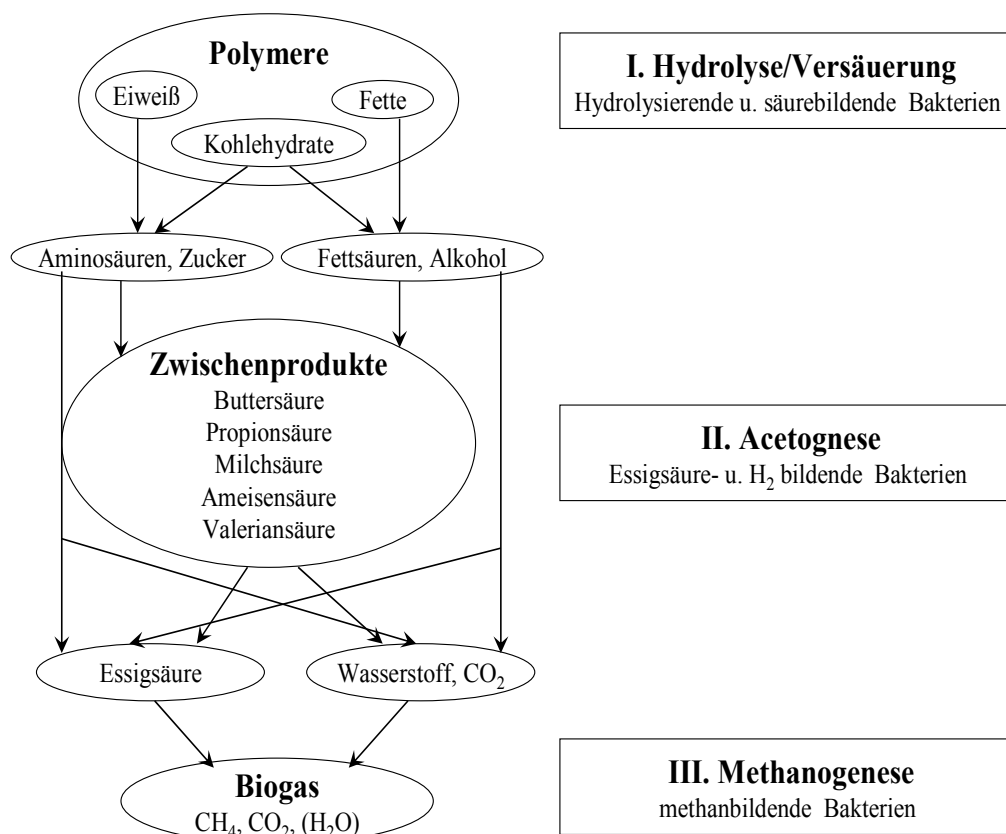 Polymere
Eiweiß
Fette
Kohlehydrate
Aminosäuren, Zucker
Fettsäuren, Alkohol
Zwischenprodukte
Buttersäure
Propionsäure
Milchsäure
Ameisensäure
Valeriansäure
Essigsäure
Wasserstoff, CO₂
Biogas
CH₄, CO₂, (H₂O)
I. Hydrolyse/Versäuerung
Hydrolysierende u. säurebildende Bakterien
II. Acetognese
Essigsäure- u. H₂ bildende Bakterien
III. Methanogenese
methanbildende Bakterien